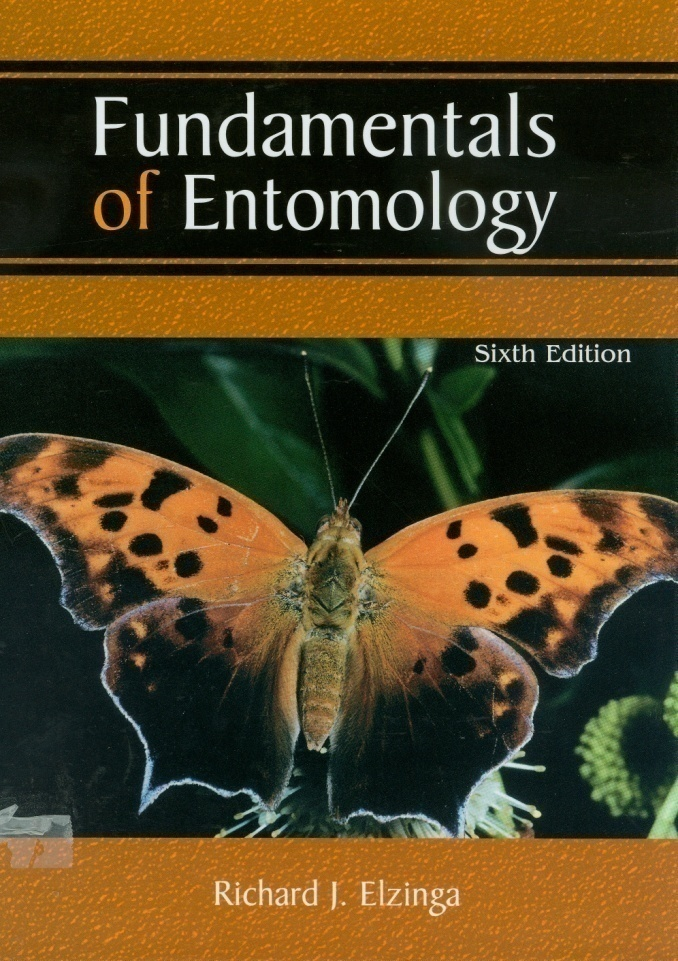 Fundamentals
of Entomology
Sixth Edition
Richard J. Elzinga